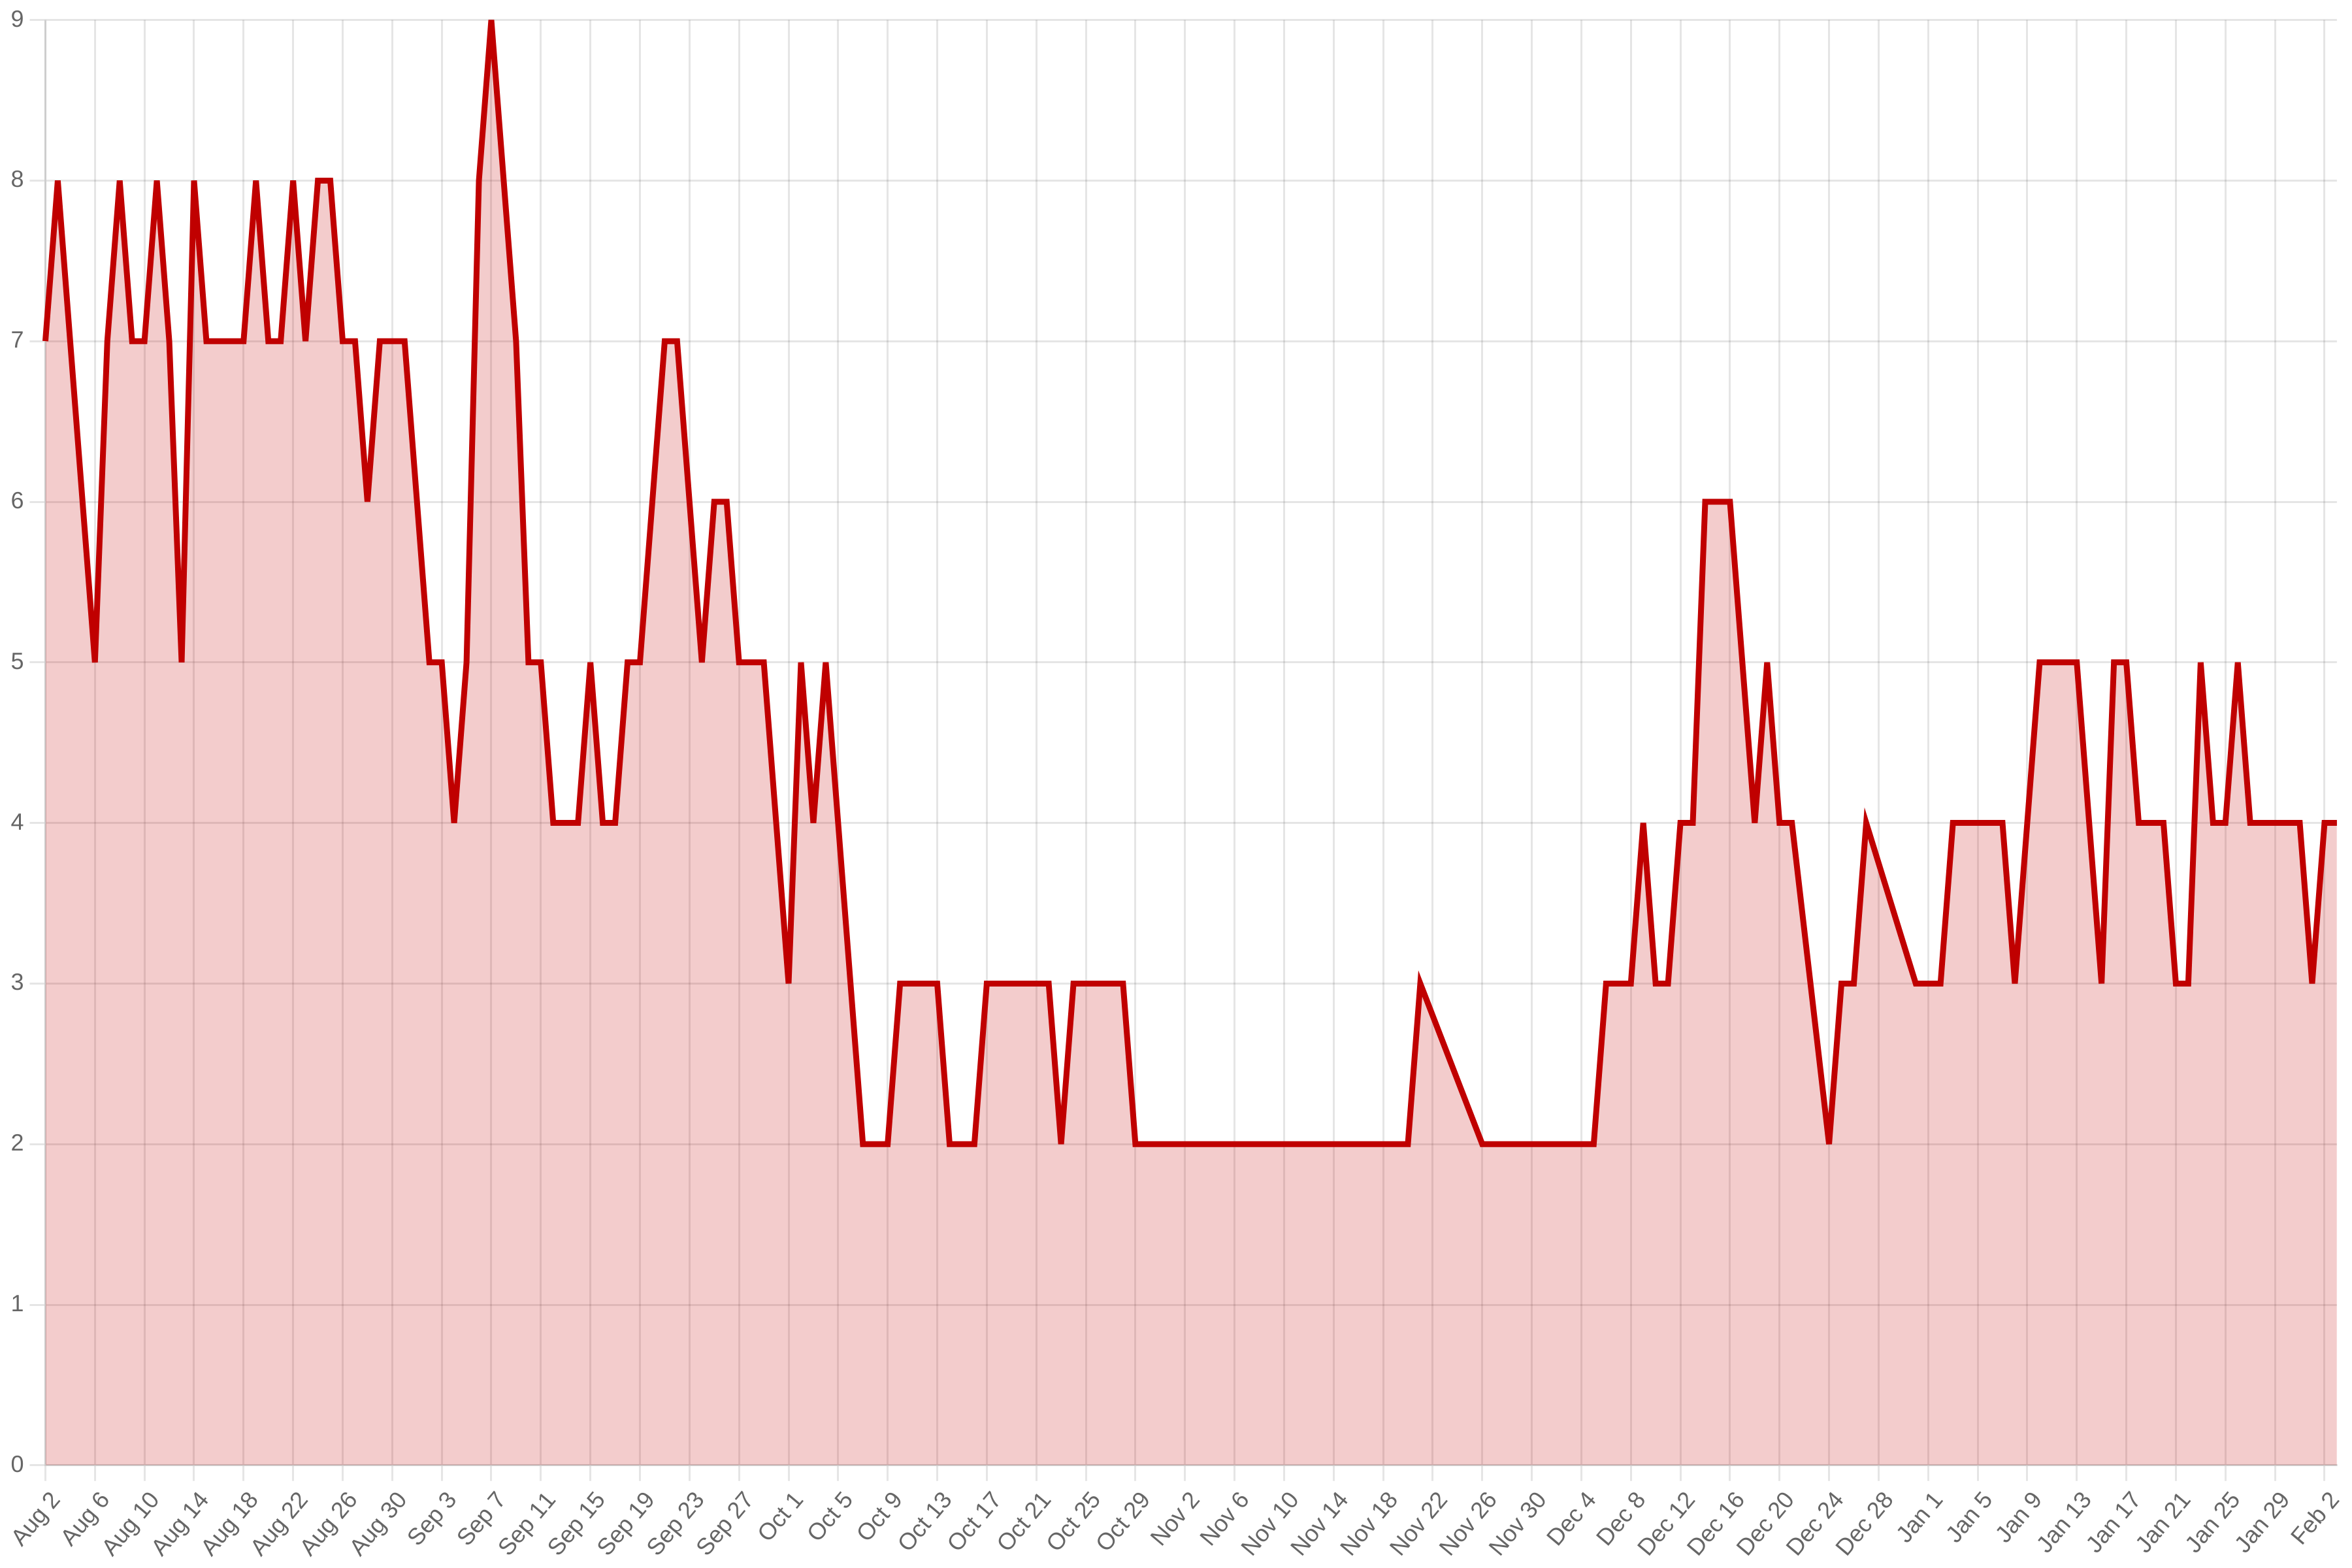 9
8
7
6
5
4
3
2
1
0
Aug 2
Aug 6
Aug 10
Aug 14
Aug 18
Aug 22
Aug 26
Aug 30
Sep 3
Sep 7
Sep 11
Sep 15
Sep 19
Sep 23
Sep 27
Oct 1
Oct 5
Oct 9
Oct 13
Oct 17
Oct 21
Oct 25
Oct 29
Nov 2
Nov 6
Nov 10
Nov 14
Nov 18
Nov 22
Nov 26
Nov 30
Dec 4
Dec 8
Dec 12
Dec 16
Dec 20
Dec 24
Dec 28
Jan 1
Jan 5
Jan 9
Jan 13
Jan 17
Jan 21
Jan 25
Jan 29
Feb 2